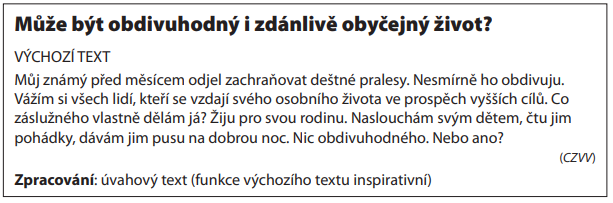 Může být obdivuhodný i zdánlivě obyčejný život?
VÝCHOZÍ TEXT
Můj známý před měsícem odjel zachraňovat deštné pralesy. Nesmírně ho obdivuju.
Vážím si všech lidí, kteří se vzdají svého osobního života ve prospěch vyšších cílů. Co
záslužného vlastně dělám já? Žiju pro svou rodinu. Naslouchám svým dětem, čtu jim
pohádky, dávám jim pusu na dobrou noc. Nic obdivuhodného. Nebo ano?
(CZVV)
Zpracování: úvahový text (funkce výchozího textu inspirativní)